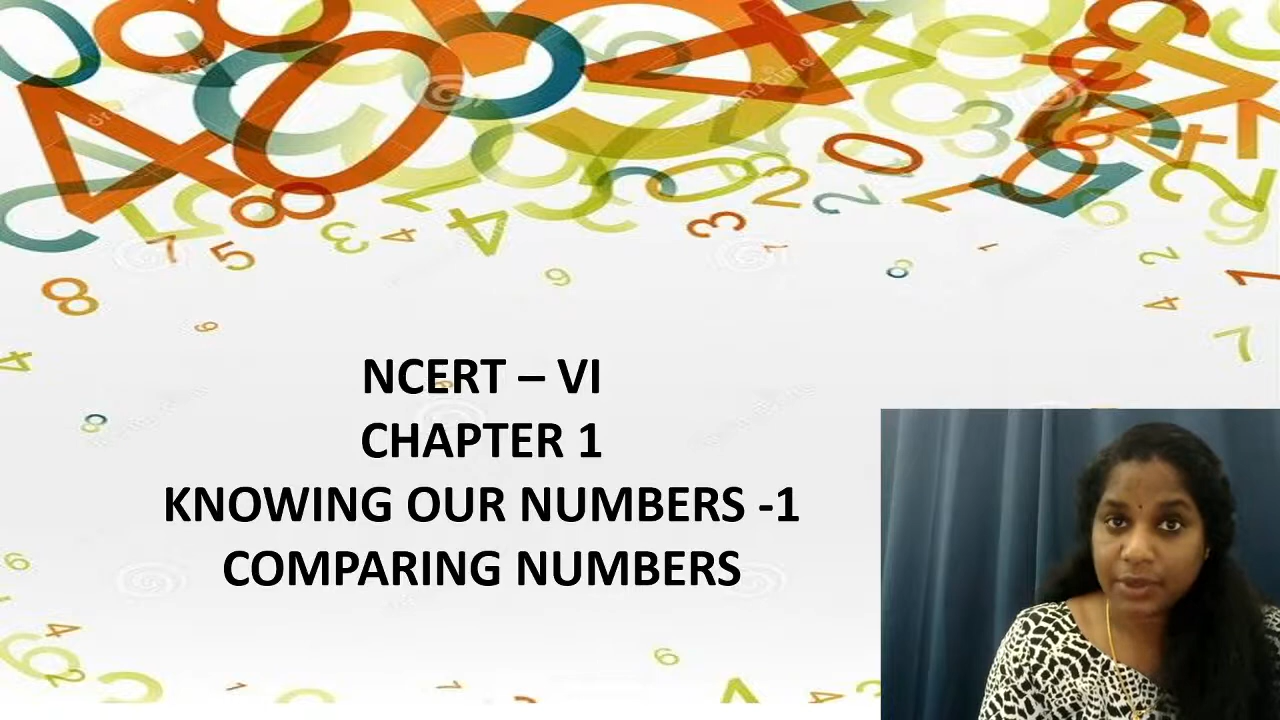 NCERT – VI
CHAPTER 1
KNOWING OUR NUMBERS -1
COMPARING NUMBERS